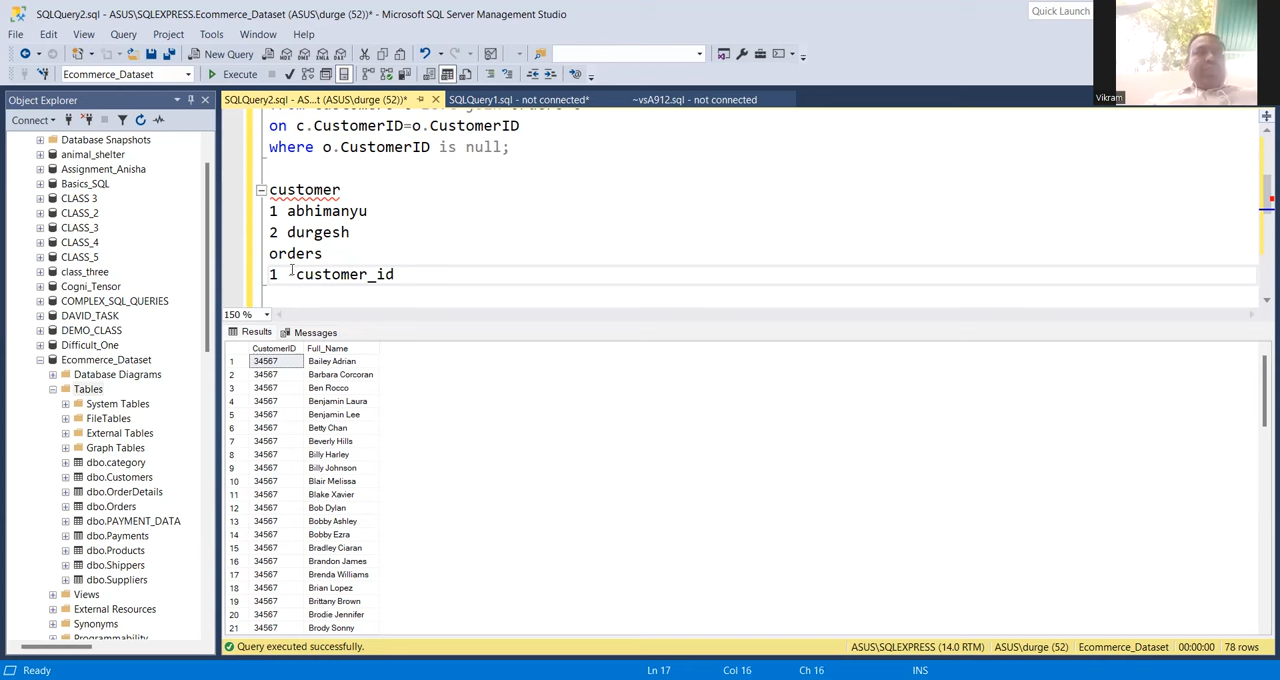 SQLQuery2.sql - ASUS\SQLEXPRESS.Ecommerce_Dataset (ASUS\durge (52))* - Microsoft SQL Server Management Studio
Quick Launch
File Edit View Query Project Tools Window Help
New Query
Ecommerce_Dataset Execute
Object Explorer
SQLQuery2.sql - AS...t (ASUS\durge (52))* SQLQuery1.sql - not connected* ~vsA912.sql - not connected
Vikram
Connect
Database Snapshots
animal_shelter
Assignment_Anisha
Basics_SQL
CLASS 3
CLASS_2
CLASS_3
CLASS_4
CLASS_5
class_three
Cogni_Tensor
COMPLEX_SQL_QUERIES
DAVID_TASK
DEMO_CLASS
Difficult_One
Ecommerce_Dataset
Database Diagrams
Tables
System Tables
FileTables
External Tables
Graph Tables
dbo.category
dbo.Customers
dbo.OrderDetails
dbo.Orders
dbo.PAYMENT_DATA
dbo.Payments
dbo.Products
dbo.Shippers
dbo.Suppliers
Views
External Resources
Synonyms
Programmability
on c.CustomerID=o.CustomerID
where o.CustomerID is null;
customer
1 abhimanyu
2 durgesh
orders
1 customer_id
150 %
Results Messages
CustomerID Full_Name
1 34567 Bailey Adrian
2 34567 Barbara Corcoran
3 34567 Ben Rocco
4 34567 Benjamin Laura
5 34567 Benjamin Lee
6 34567 Betty Chan
7 34567 Beverly Hills
8 34567 Billy Harley
9 34567 Billy Johnson
10 34567 Blair Melissa
11 34567 Blake Xavier
12 34567 Bob Dylan
13 34567 Bobby Ashley
14 34567 Bobby Ezra
15 34567 Bradley Ciaran
16 34567 Brandon James
17 34567 Brenda Williams
18 34567 Brian Lopez
19 34567 Brittany Brown
20 34567 Brodie Jennifer
21 34567 Brody Sonny
Query executed successfully. ASUS\SQLEXPRESS (14.0 RTM) ASUS\durge (52) Ecommerce_Dataset 00:00:00 78 rows
Ready Ln 17 Col 16 Ch 16 INS